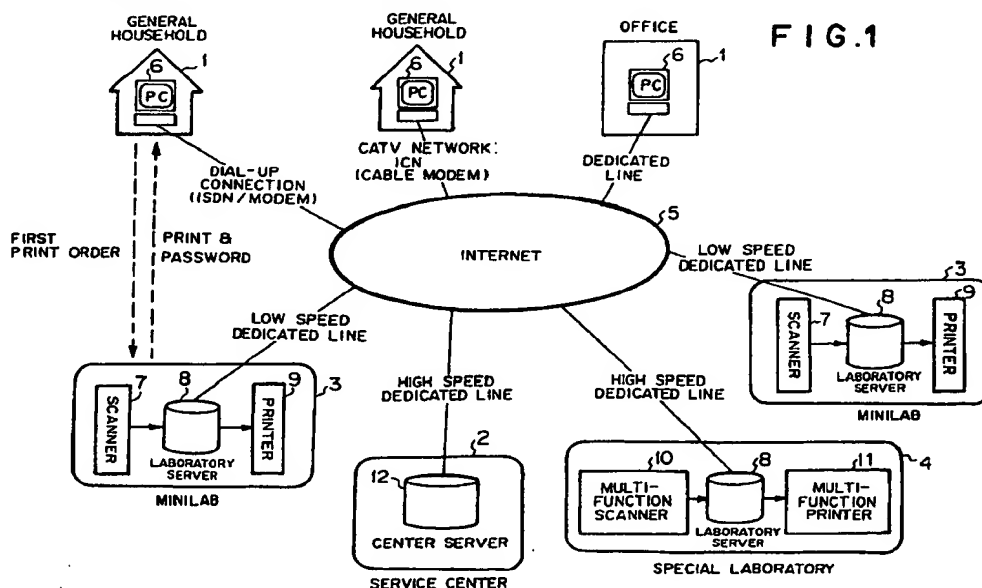 FIG.1
GENERAL
HOUSEHOLD
1
6
PC
GENERAL
HOUSEHOLD
1
6
PC
OFFICE
1
6
PC
DIAL-UP
CONNECTION
(ISDN/MODEM)
CATV NETWORK:
ICN
(CABLE MODEM)
DEDICATED
LINE
FIRST
PRINT ORDER
PRINT &
PASSWORD
INTERNET
5
LOW SPEED
DEDICATED LINE
3
7
SCANNER
8
LABORATORY
SERVER
9
PRINTER
MINILAB
LOW SPEED
DEDICATED
LINE
3
7
SCANNER
8
LABORATORY
SERVER
9
PRINTER
MINILAB
HIGH SPEED
DEDICATED LINE
2
12
CENTER SERVER
SERVICE CENTER
HIGH SPEED
DEDICATED LINE
4
10
MULTI-
FUNCTION
SCANNER
8
LABORATORY
SERVER
11
MULTI-
FUNCTION
PRINTER
SPECIAL LABORATORY